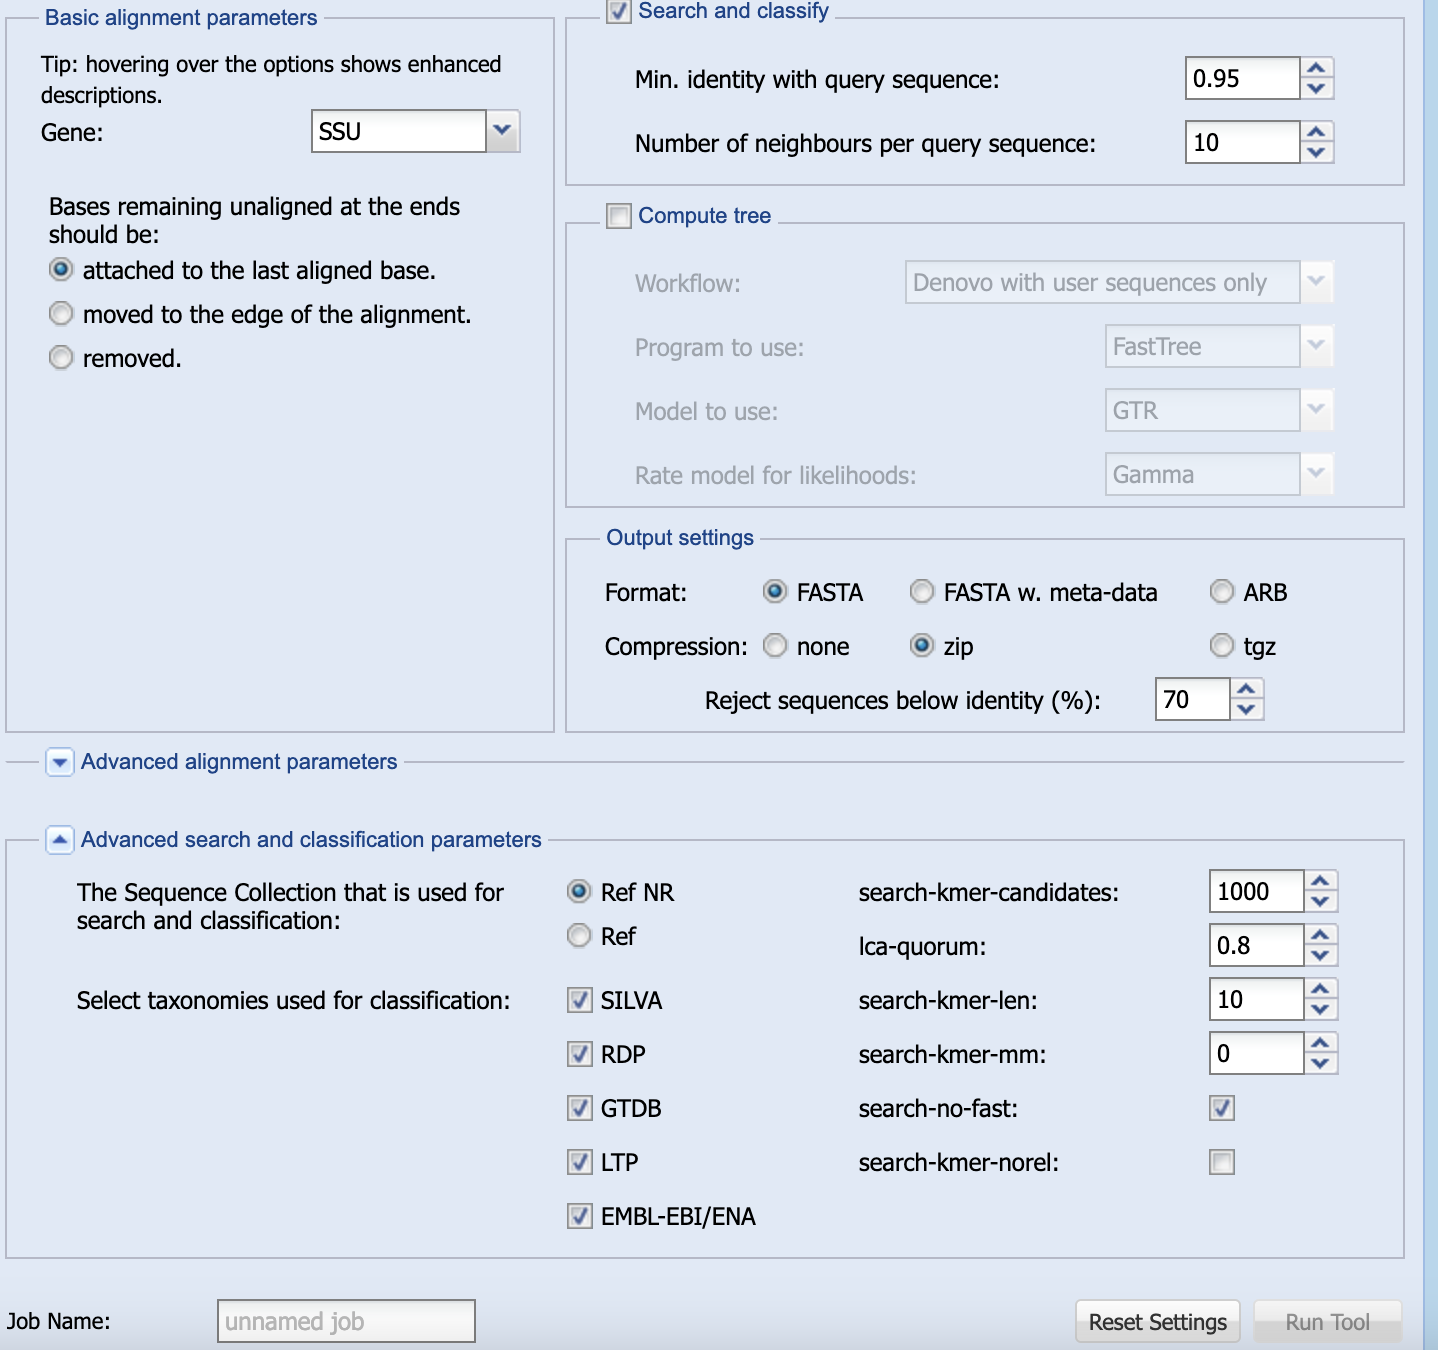 Basic alignment parameters
Tip: hovering over the options shows enhanced
descriptions.
Gene: SSU
Bases remaining unaligned at the ends
should be:
attached to the last aligned base.
moved to the edge of the alignment.
removed.
Search and classify
Min. identity with query sequence: 0.95
Number of neighbours per query sequence: 10
Compute tree
Workflow: Denovo with user sequences only
Program to use: FastTree
Model to use: GTR
Rate model for likelihoods: Gamma
Output settings
Format: FASTA FASTA w. meta-data ARB
Compression: none zip tgz
Reject sequences below identity (%): 70
Advanced alignment parameters
Advanced search and classification parameters
The Sequence Collection that is used for
search and classification:
Ref NR
Ref
Select taxonomies used for classification:
SILVA
RDP
GTDB
LTP
EMBL-EBI/ENA
search-kmer-candidates: 1000
lca-quorum: 0.8
search-kmer-len: 10
search-kmer-mm: 0
search-no-fast:
search-kmer-norel:
Job Name: unnamed job
Reset Settings Run Tool